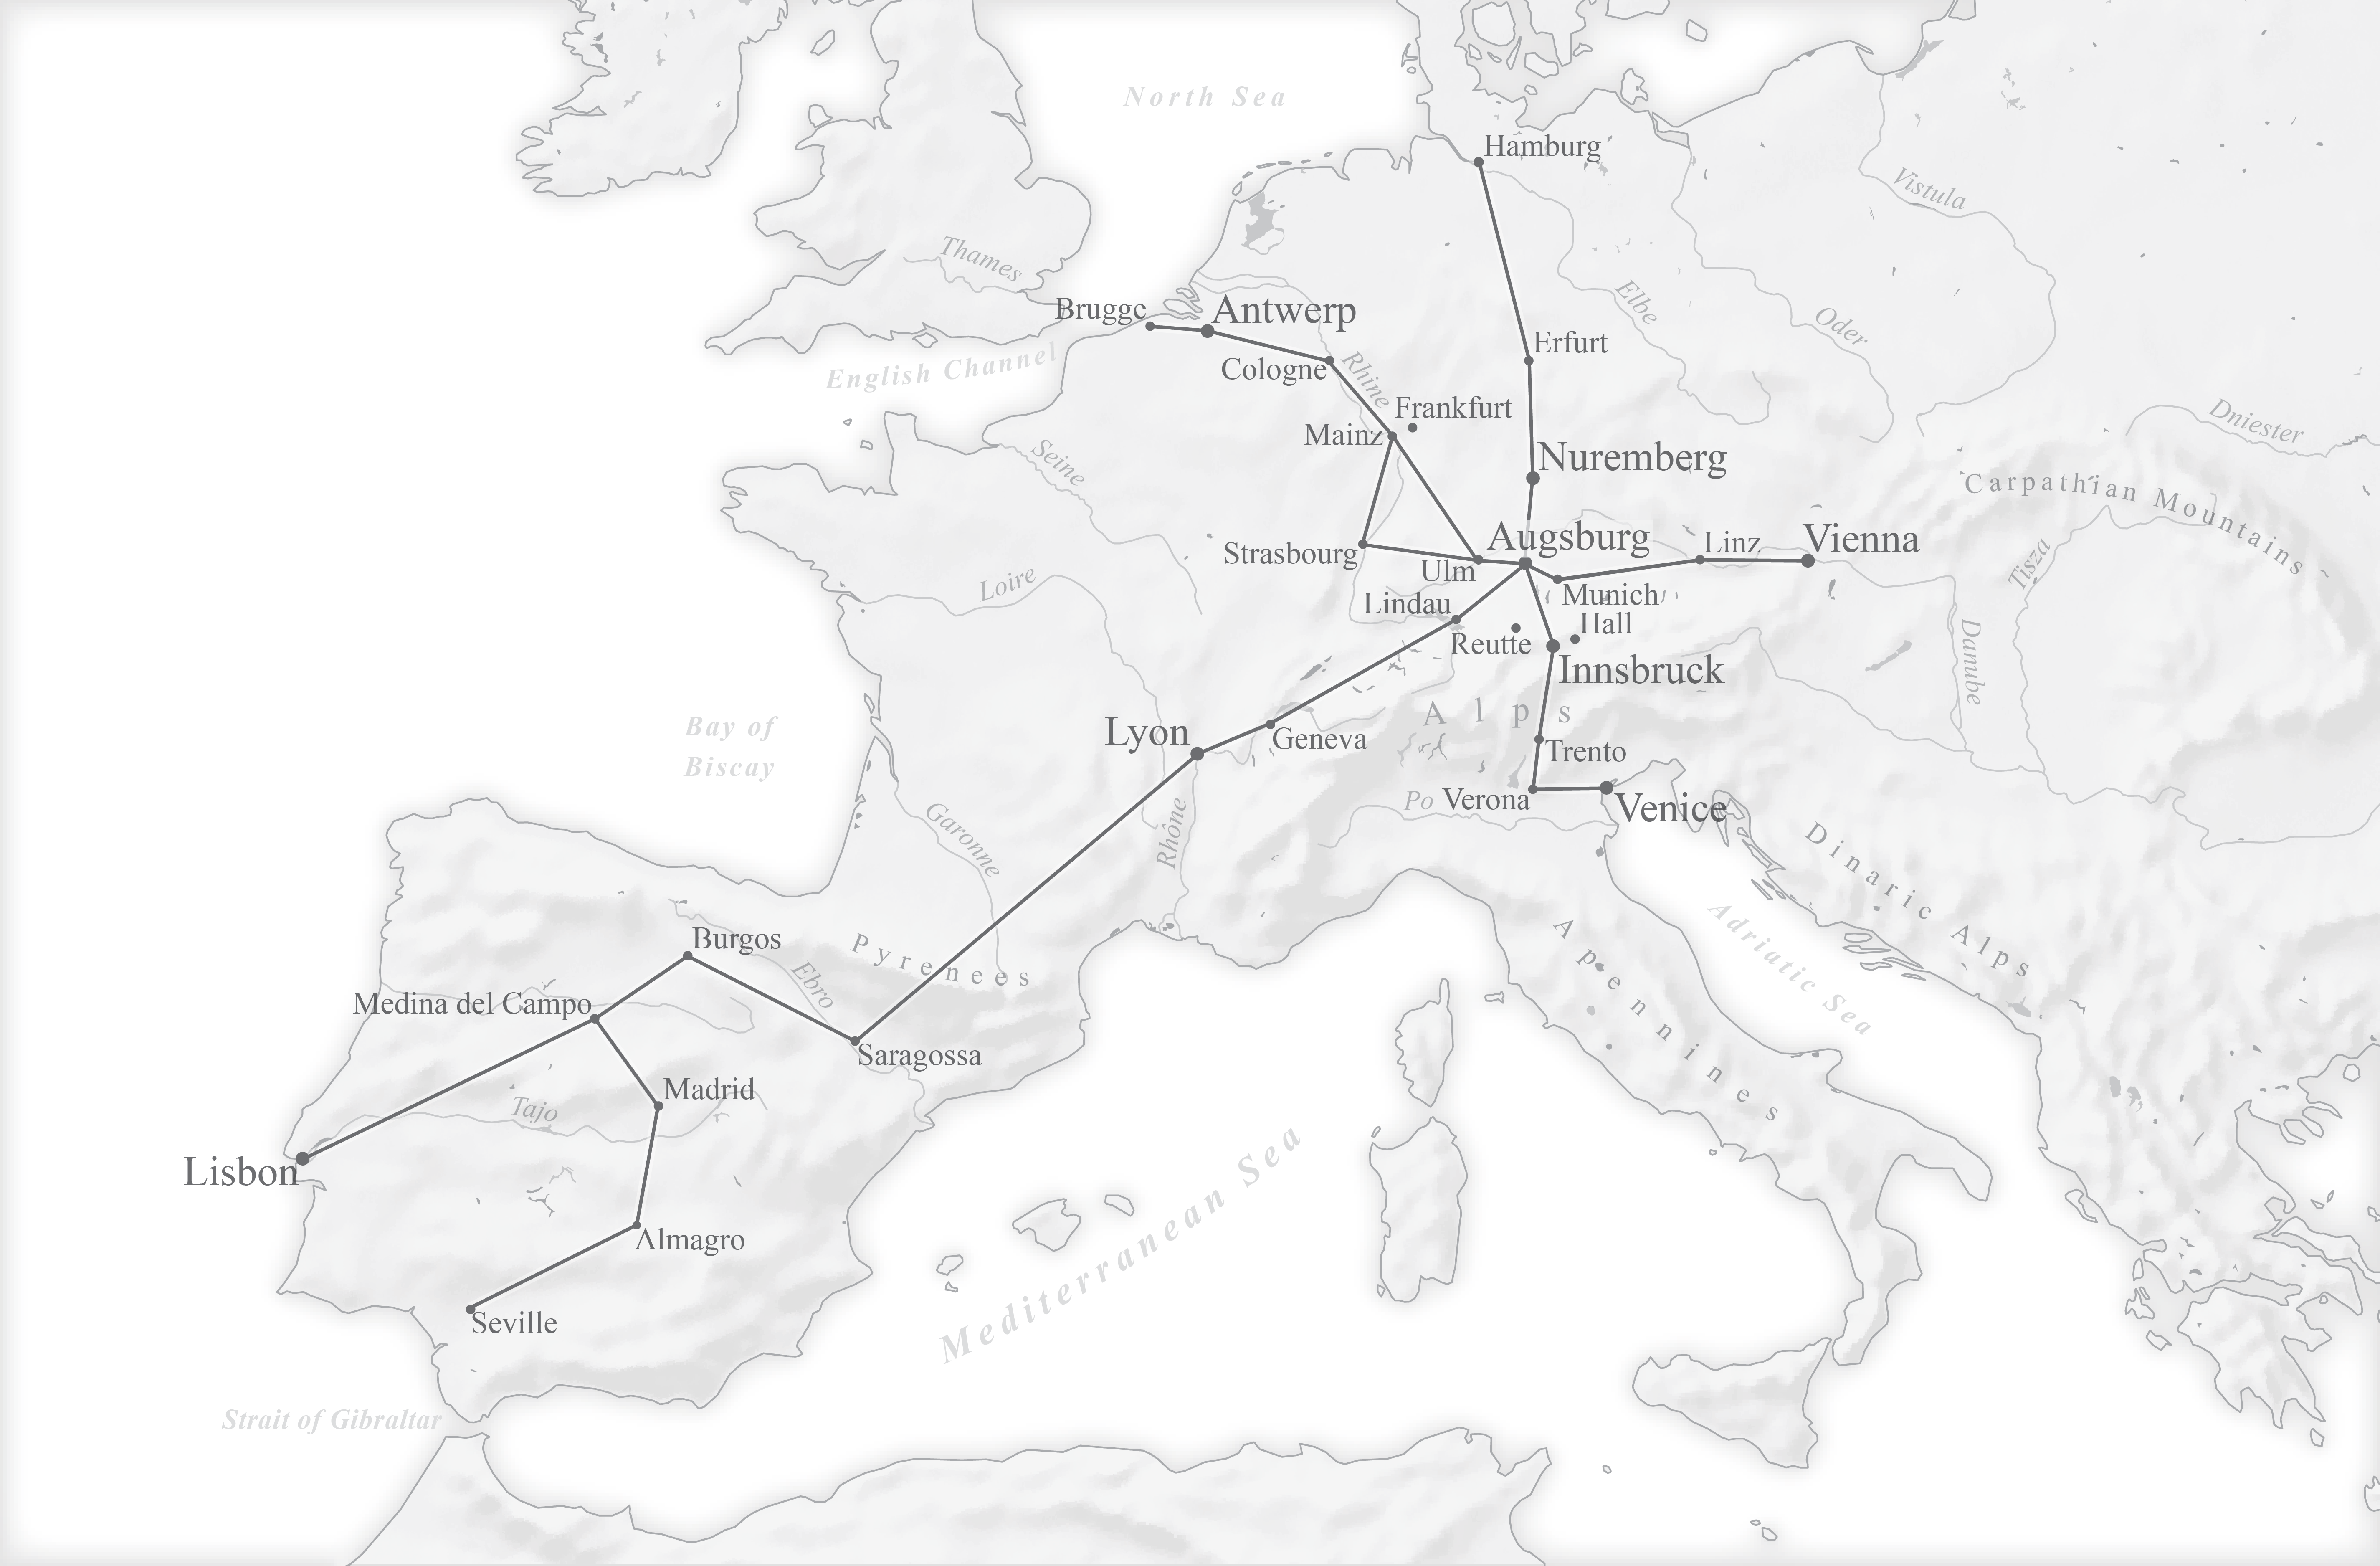 North Sea
Hamburg
Vistula
Thames
Elbe
Brugge
Antwerp
Oder
Erfurt
English Channel
Cologne
Rhine
Frankfurt
Mainz
Dniester
Seine
Nuremberg
Carpathian Mountains
Augsburg
Linz
Vienna
Strasbourg
Ulm
Tisza
Loire
Munich
Lindau
Hall
Reutte
Danube
Innsbruck
Alps
Bay of
Biscay
Lyon
Geneva
Trento
Po
Verona
Venice
Garonne
Rhône
Dinaric Alps
Adriatic Sea
Burgos
Pyrenees
Ebro
Apennines
Medina del Campo
Saragossa
Madrid
Tajo
Lisbon
Mediterranean Sea
Almagro
Seville
Strait of Gibraltar